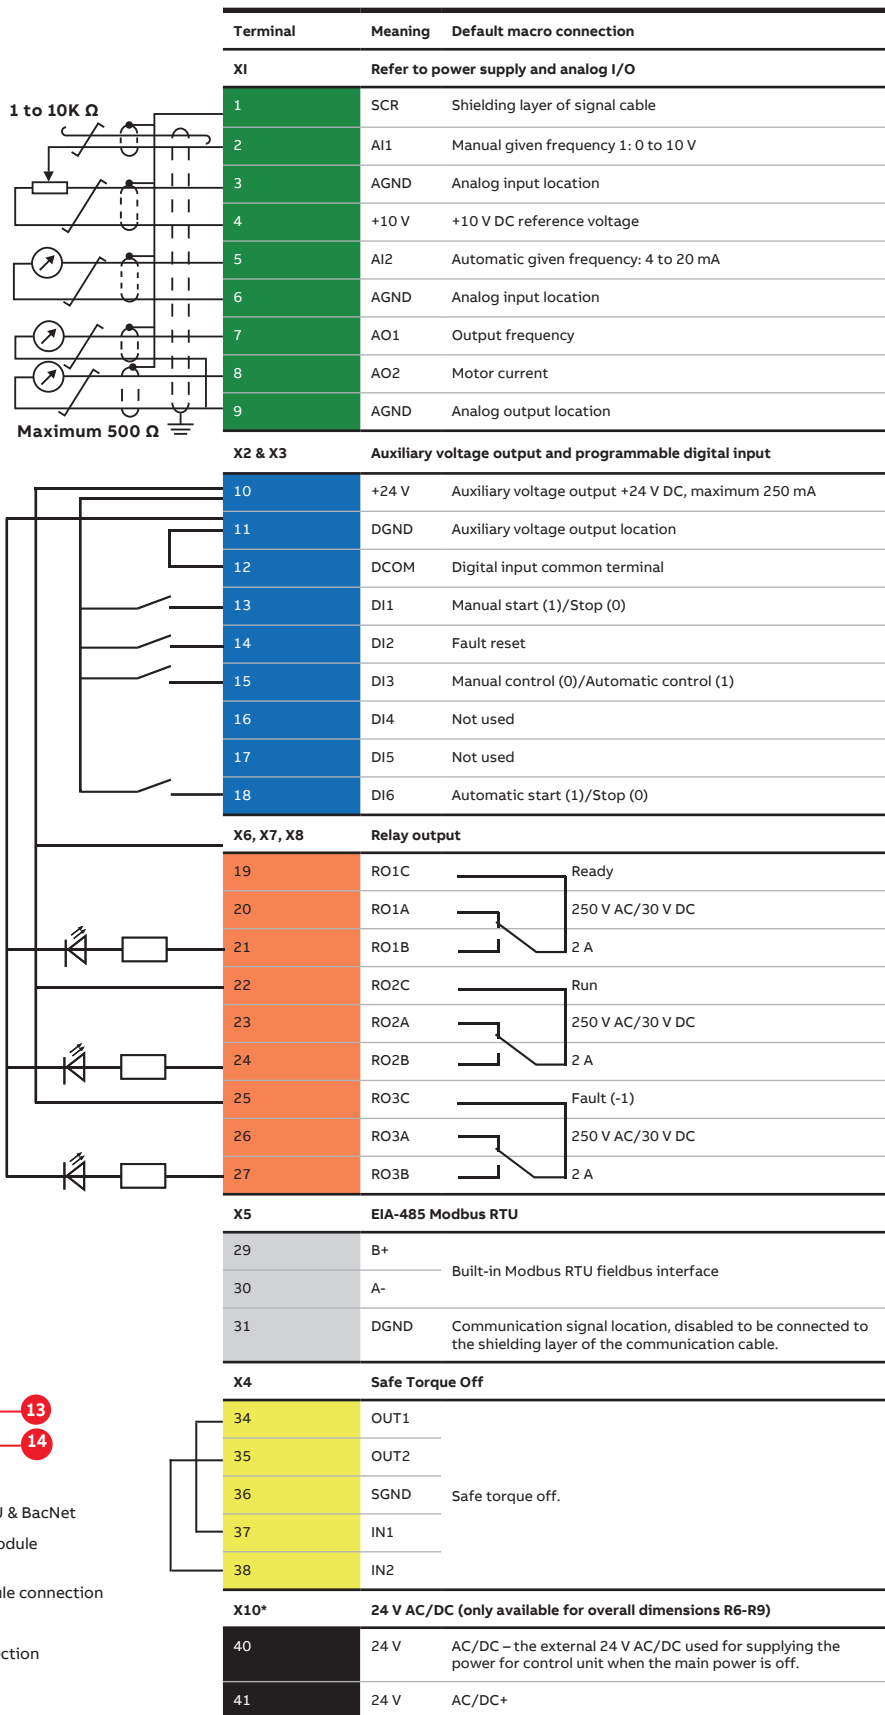 Terminal Meaning Default macro connection
XI Refer to power supply and analog I/O
1 to 10K Ω
1 SCR Shielding layer of signal cable
2 AI1 Manual given frequency 1: 0 to 10 V
3 AGND Analog input location
4 +10 V +10 V DC reference voltage
5 AI2 Automatic given frequency: 4 to 20 mA
6 AGND Analog input location
7 AO1 Output frequency
8 AO2 Motor current
9 AGND Analog output location
Maximum 500 Ω
X2 & X3 Auxiliary voltage output and programmable digital input
10 +24 V Auxiliary voltage output +24 V DC, maximum 250 mA
11 DGND Auxiliary voltage output location
12 DCOM Digital input common terminal
13 DI1 Manual start (1)/Stop (0)
14 DI2 Fault reset
15 DI3 Manual control (0)/Automatic control (1)
16 DI4 Not used
17 DI5 Not used
18 DI6 Automatic start (1)/Stop (0)
X6, X7, X8 Relay output
19 RO1C Ready
20 RO1A 250 V AC/30 V DC
21 RO1B 2 A
22 RO2C Run
23 RO2A 250 V AC/30 V DC
24 RO2B 2 A
25 RO3C Fault (-1)
26 RO3A 250 V AC/30 V DC
27 RO3B 2 A
X5 EIA-485 Modbus RTU
29 B+
Built-in Modbus RTU fieldbus interface
30 A-
31 DGND Communication signal location, disabled to be connected to
the shielding layer of the communication cable.
X4 Safe Torque Off
13
34 OUT1
14
35 OUT2
36 SGND Safe torque off.
U & BacNet
37 IN1
odule
38 IN2
le connection
X10* 24 V AC/DC (only available for overall dimensions R6-R9)
40 24 V AC/DC – the external 24 V AC/DC used for supplying the
ction
power for control unit when the main power is off.
41 24 V AC/DC+